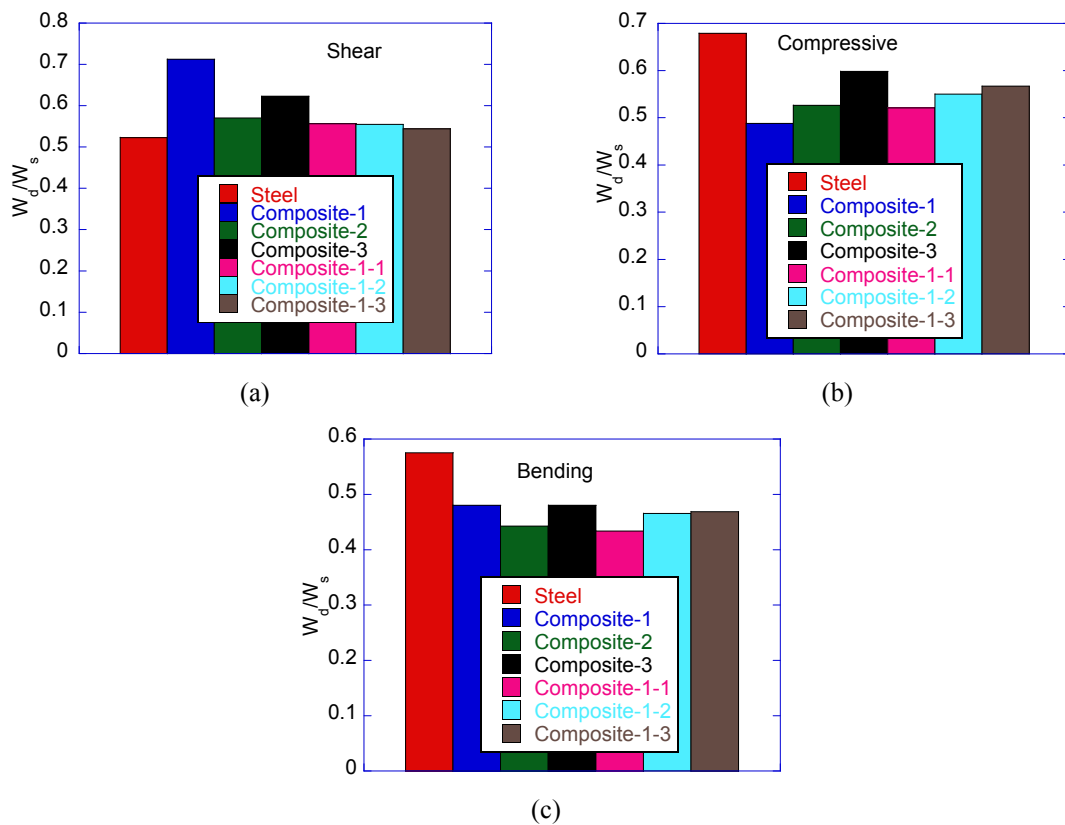 0.8
0.7
0.6
0.5
0.4
0.3
0.2
0.1
0
W_d/W_s
Shear
Steel
Composite-1
Composite-2
Composite-3
Composite-1-1
Composite-1-2
Composite-1-3
(a)
0.7
0.6
0.5
0.4
0.3
0.2
0.1
0
W_d/W_s
Compressive
Steel
Composite-1
Composite-2
Composite-3
Composite-1-1
Composite-1-2
Composite-1-3
(b)
0.6
0.5
0.4
0.3
0.2
0.1
0
W_d/W_s
Bending
Steel
Composite-1
Composite-2
Composite-3
Composite-1-1
Composite-1-2
Composite-1-3
(c)